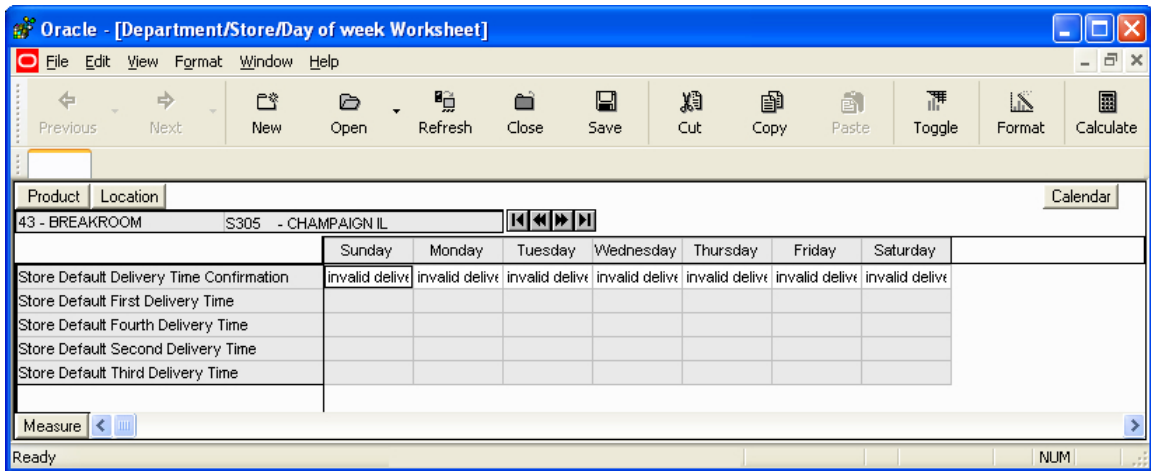 Oracle - [Department/Store/Day of week Worksheet]
File Edit View Format Window Help
Previous Next New Open Refresh Close Save Cut Copy Paste Toggle Format Calculate
Product Location Calendar
43 - BREAKROOM S305 - CHAMPAIGN IL
Sunday Monday Tuesday Wednesday Thursday Friday Saturday
Store Default Delivery Time Confirmation invalid delive invalid delive invalid delive invalid delive invalid delive invalid delive invalid delive
Store Default First Delivery Time
Store Default Fourth Delivery Time
Store Default Second Delivery Time
Store Default Third Delivery Time
Measure
Ready NUM